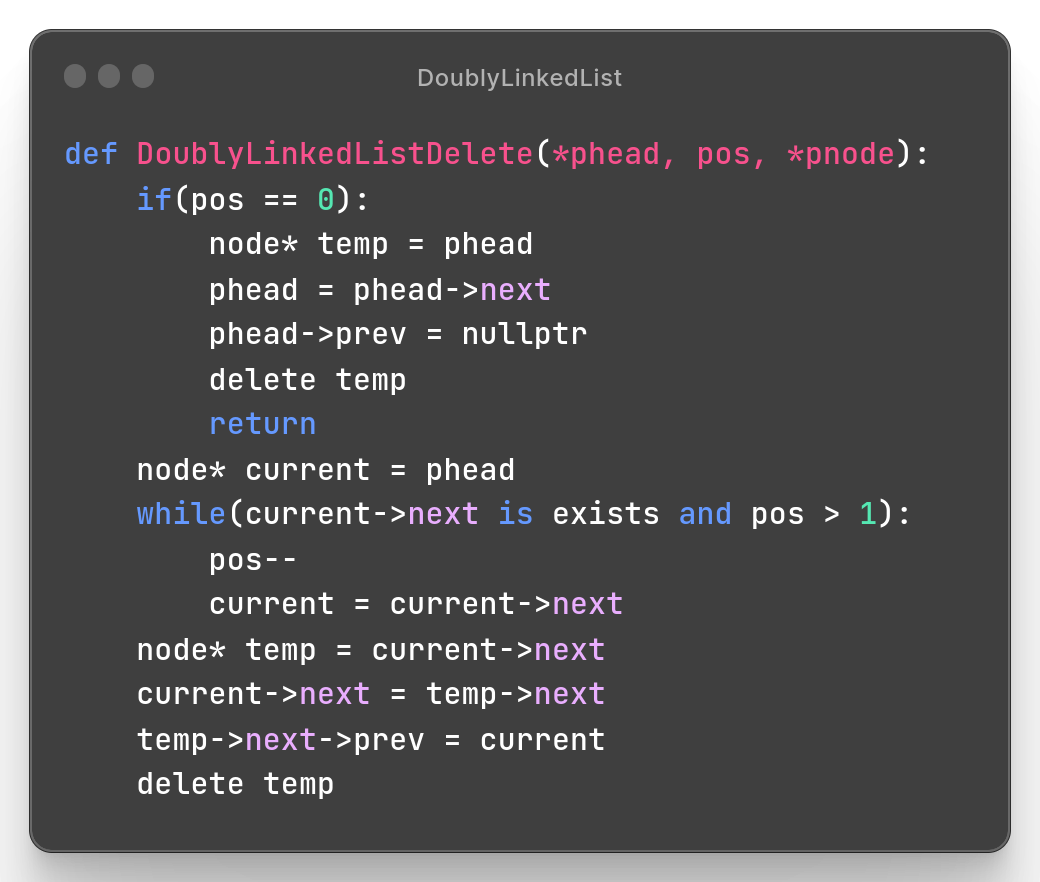 DoublyLinkedList
def DoublyLinkedListDelete(*phead, pos, *pnode):
    if(pos == 0):
        node* temp = phead
        phead = phead->next
        phead->prev = nullptr
        delete temp
        return
    node* current = phead
    while(current->next is exists and pos > 1):
        pos--
        current = current->next
    node* temp = current->next
    current->next = temp->next
    temp->next->prev = current
    delete temp